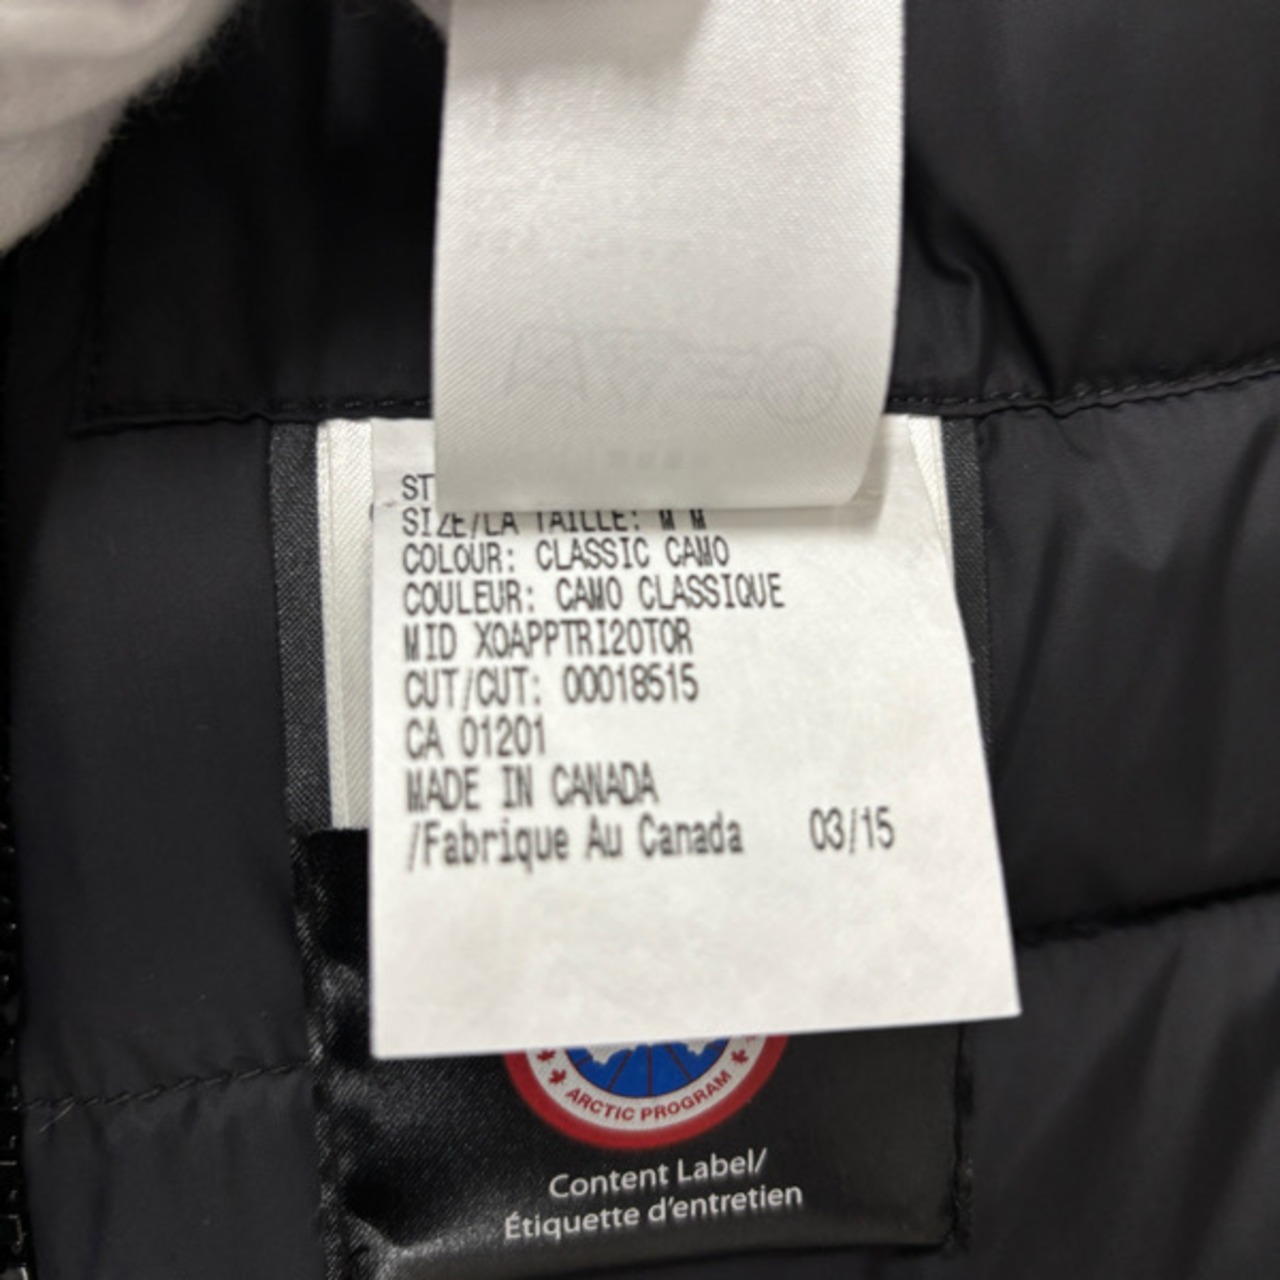 ST
SIZE/LA TAILLE: M M
COLOUR: CLASSIC CAMO
COULEUR: CAMO CLASSIQUE
MID XOAPPTRI20TOR
CUT/CUT: 00018515
CA 01201
MADE IN CANADA
/Fabrique Au Canada 03/15
ARCTIC PROGRAM
Content Label/
Étiquette d'entretien